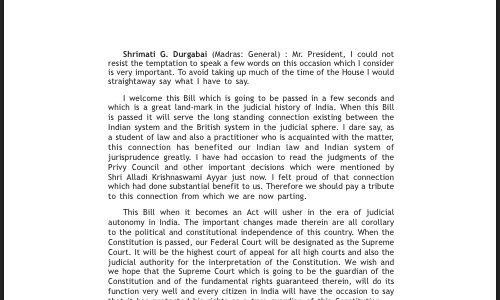 Shrimati G. Durgabai (Madras: General) : Mr. President, I could not
resist the temptation to speak a few words on this occasion which I consider
is very important. To avoid taking up much of the time of the House I would
straightaway say what I have to say.
I welcome this Bill which is going to be passed in a few seconds and
which is a great land-mark in the judicial history of India. When this Bill
is passed it will serve the long standing connection existing between the
Indian system and the British system in the judicial sphere. I dare say, as
a student of law and also a practitioner who is acquainted with the matter,
this connection has benefited our Indian law and Indian system of
jurisprudence greatly. I have had occasion to read the judgments of the
Privy Council and other important decisions which were mentioned by
Shri Alladi Krishnaswami Ayyar just now. I felt proud of that connection
which had done substantial benefit to us. Therefore we should pay a tribute
to this connection from which we are now parting.
This Bill when it becomes an Act will usher in the era of judicial
autonomy in India. The important changes made therein are all corollary
to the political and constitutional independence of this country. When the
Constitution is passed, our Federal Court will be designated as the Supreme
Court. It will be the highest court of appeal for all high courts and also the
judicial authority for the interpretation of the Constitution. We wish and
we hope that the Supreme Court which is going to be the guardian of the
Constitution and of the fundamental rights guaranteed therein, will do its
function very well and every citizen in India will have the occasion to say
that it has protected his rights as a true guardian of this Constitution.